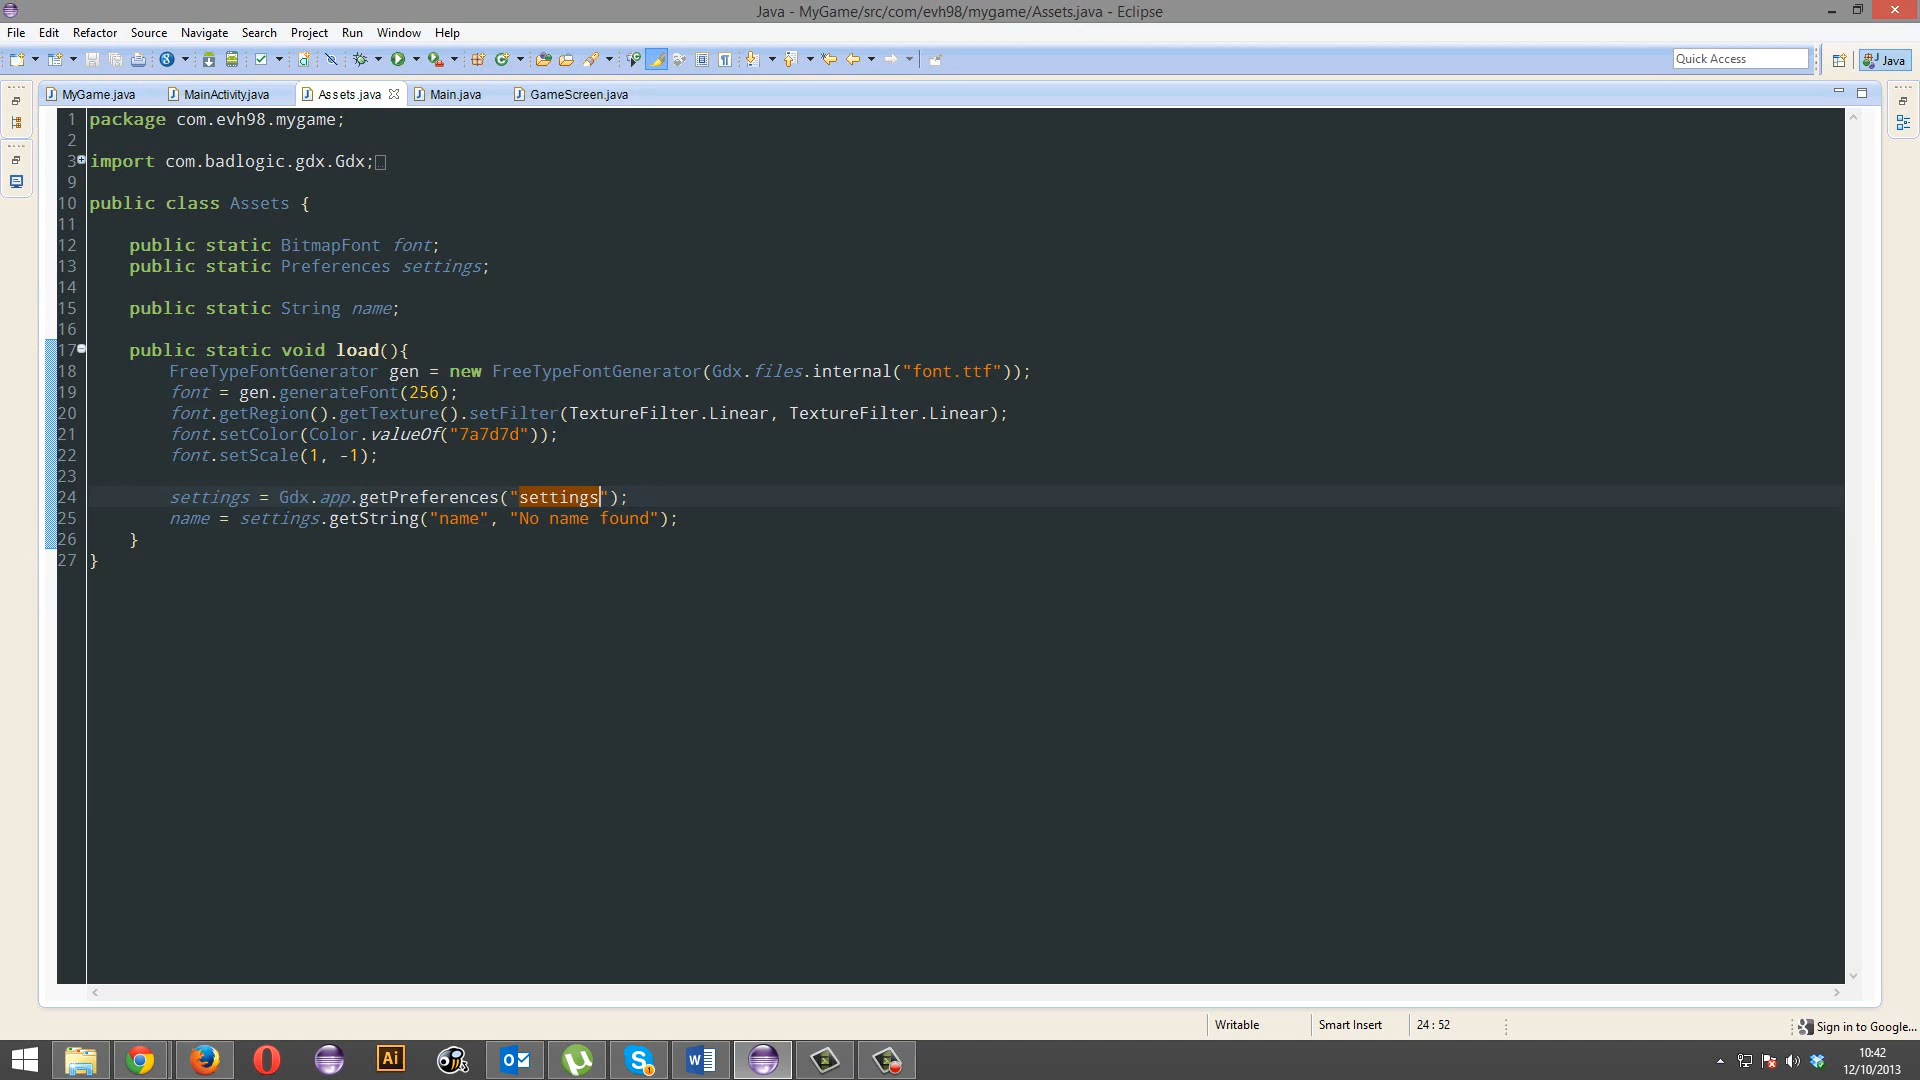 Java - MyGame/src/com/evh98/mygame/Assets.java - Eclipse
File Edit Refactor Source Navigate Search Project Run Window Help
Quick Access
Java
MyGame.java MainActivity.java Assets.java Main.java GameScreen.java
1 package com.evh98.mygame;
2
3 import com.badlogic.gdx.Gdx;
9
10 public class Assets {
11
12 public static BitmapFont font;
13 public static Preferences settings;
14
15 public static String name;
16
17 public static void load(){
18 FreeTypeFontGenerator gen = new FreeTypeFontGenerator(Gdx.files.internal("font.ttf"));
19 font = gen.generateFont(256);
20 font.getRegion().getTexture().setFilter(TextureFilter.Linear, TextureFilter.Linear);
21 font.setColor(Color.valueOf("7a7d7d"));
22 font.setScale(1, -1);
23
24 settings = Gdx.app.getPreferences("settings");
25 name = settings.getString("name", "No name found");
26 }
27 }
Writable Smart Insert 24 : 52
Sign in to Google...
Ai
10:42
12/10/2013